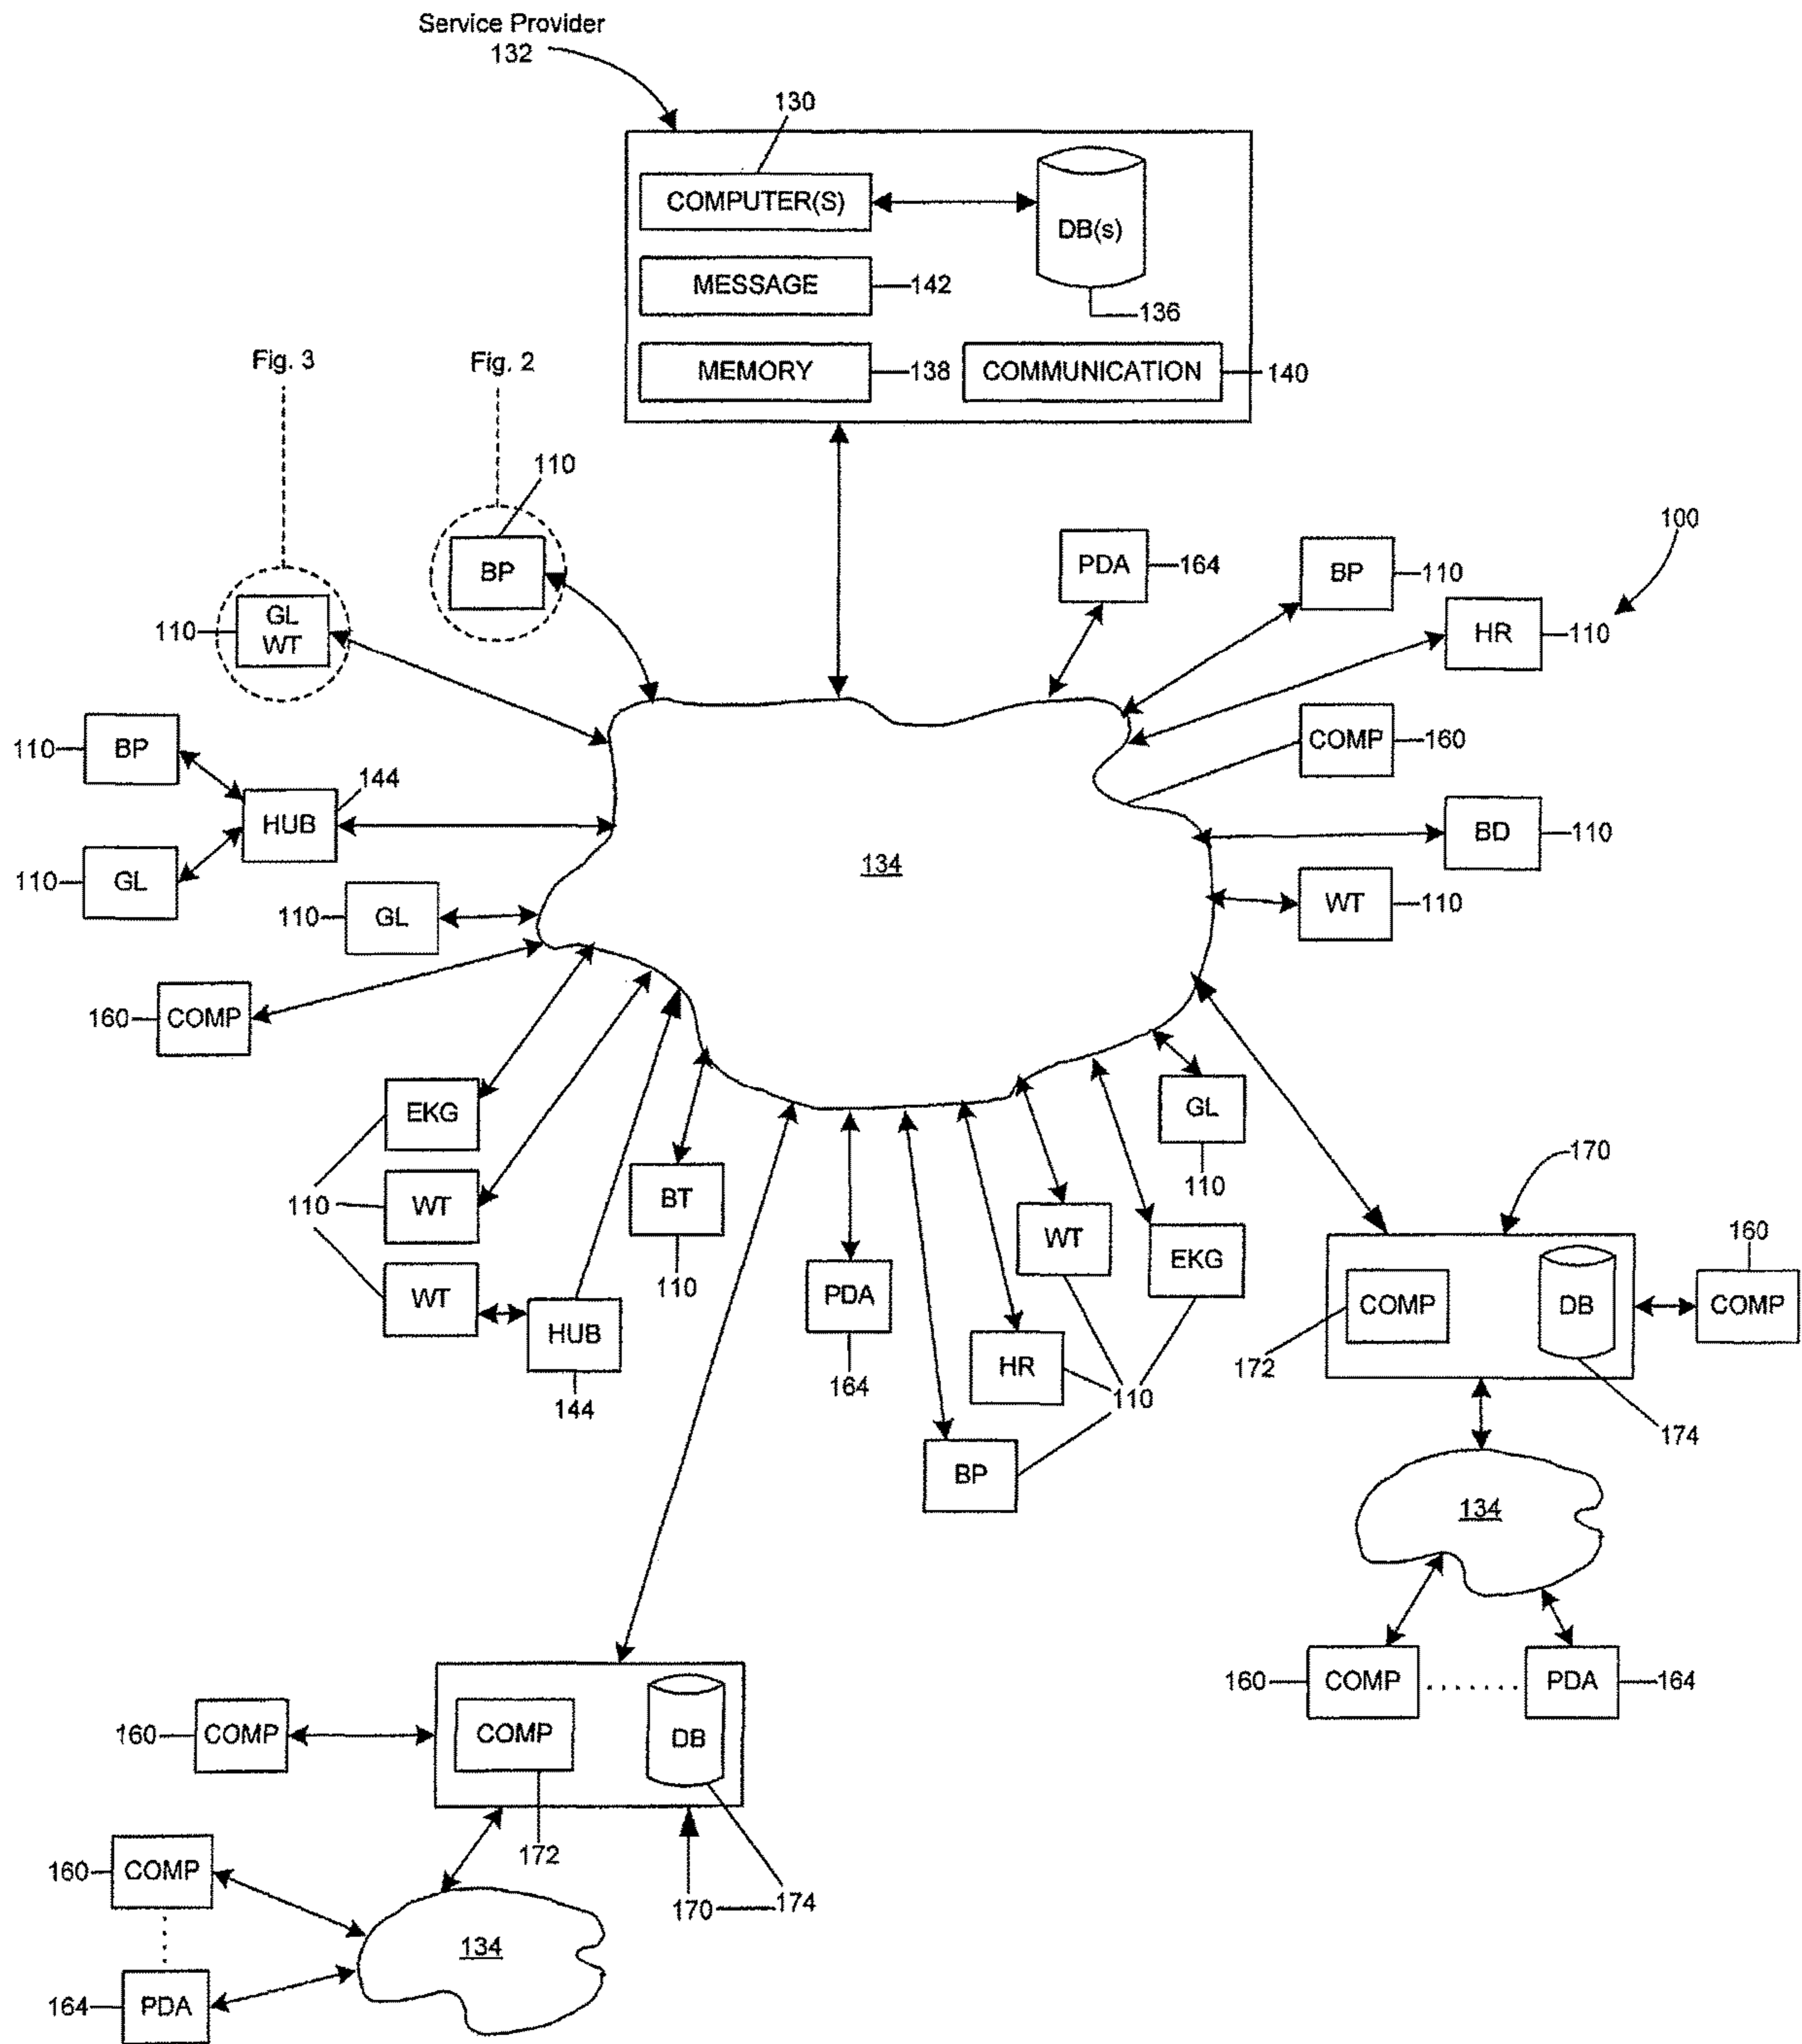 Service Provider
132
130
COMPUTER(S)
DB(s)
MESSAGE
142
136
MEMORY
138
COMMUNICATION
140
Fig. 3
Fig. 2
110
BP
PDA
164
BP
110
100
110
GL
WT
HR
110
110
BP
COMP
160
144
HUB
BD
110
134
110
GL
110
GL
WT
110
160
COMP
EKG
GL
110
110
WT
BT
110
WT
HUB
144
PDA
164
WT
EKG
HR
110
BP
170
160
COMP
DB
COMP
172
174
134
160
COMP
.......
PDA
164
160
COMP
COMP
DB
172
170
174
160
COMP
134
164
PDA